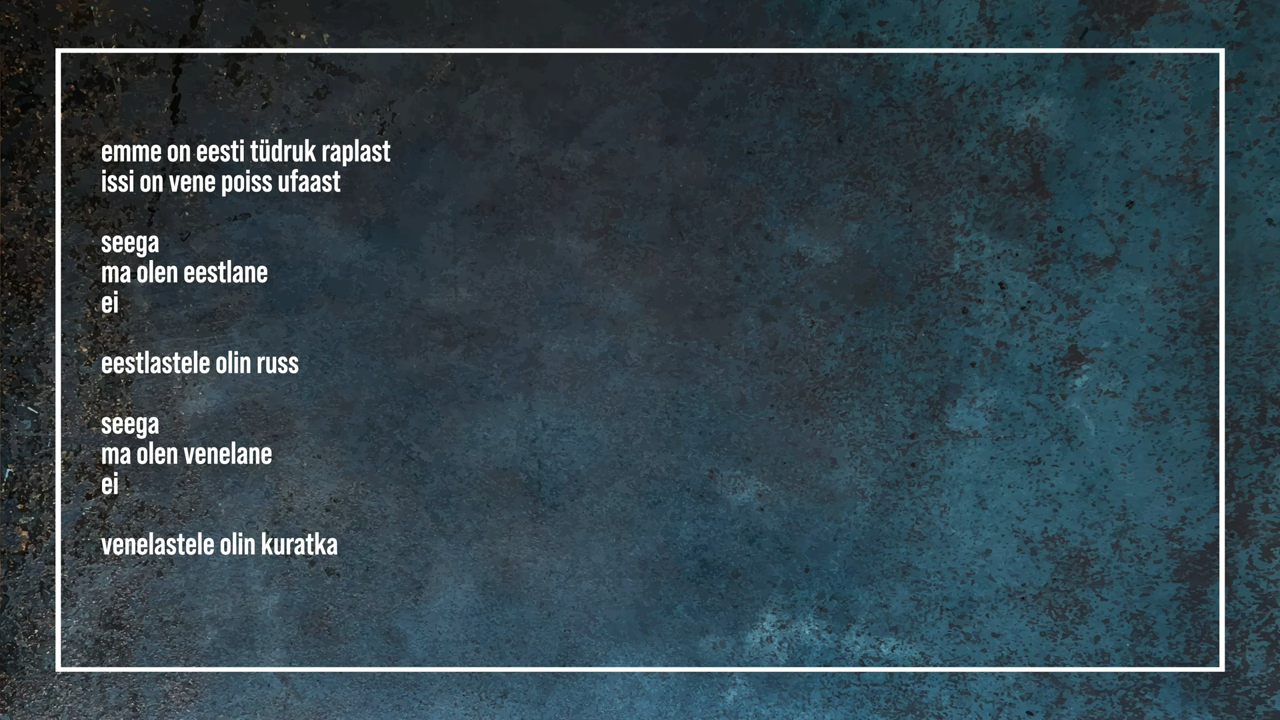 emme on eesti tüdruk raplast
issi on vene poiss ufaast
seega
ma olen eestlane
ei
eestlastele olin russ
seega
ma olen venelane
ei
venelastele olin kuratka